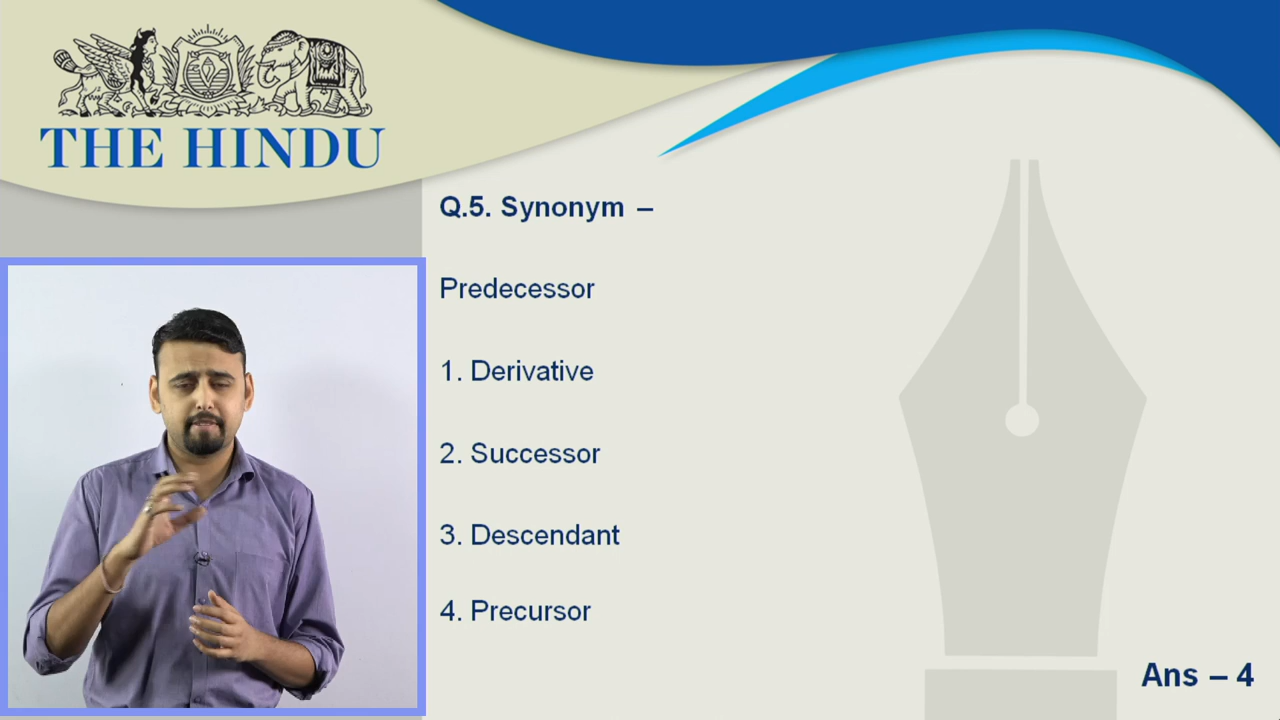 THE HINDU
Q.5. Synonym –
Predecessor
1. Derivative
2. Successor
3. Descendant
4. Precursor
Ans – 4